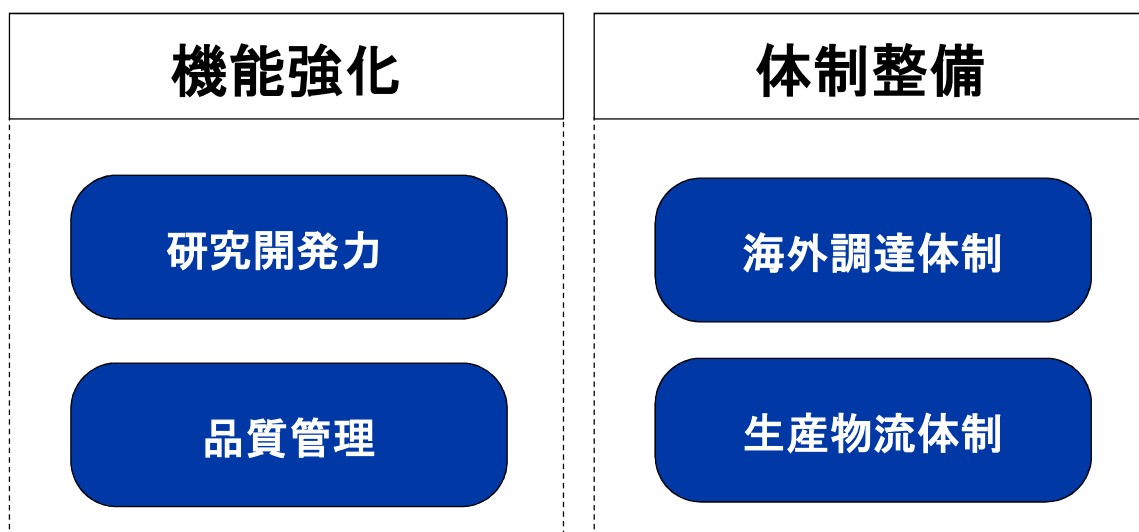 機能強化
研究開発力
品質管理
体制整備
海外調達体制
生産物流体制